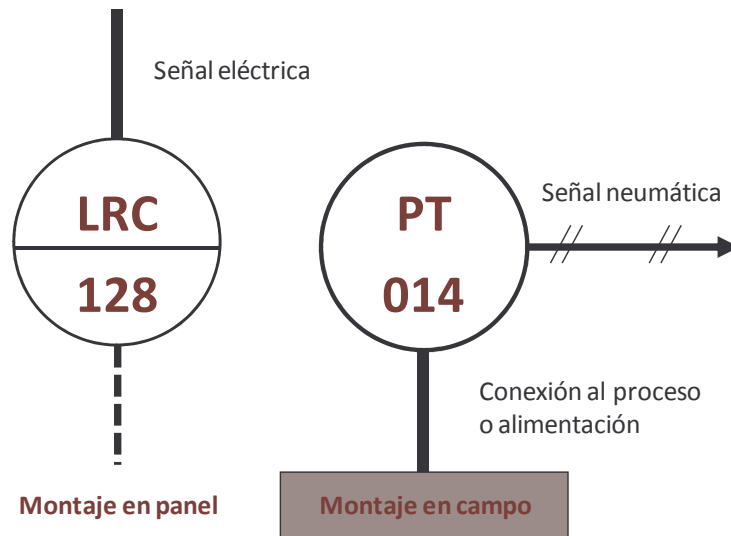 Señal eléctrica
LRC
128
PT
014
Señal neumática
Conexión al proceso
o alimentación
Montaje en panel
Montaje en campo